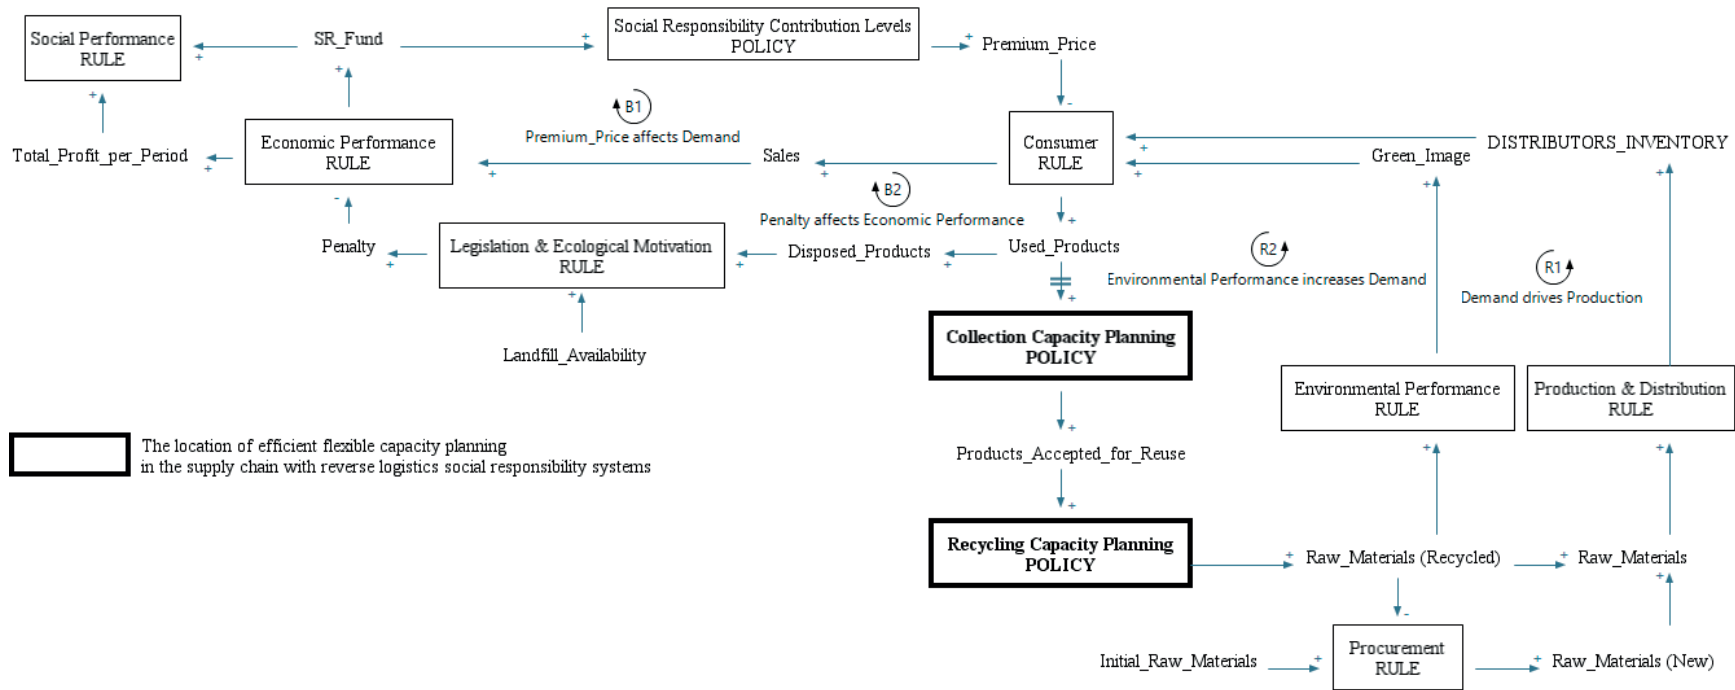 Social Responsibility Contribution Levels
POLICY
Social Performance
RULE
SR_Fund
+
+
+
Premium_Price
+
+
-
B1
Premium_Price affects Demand
Economic Performance
RULE
Total_Profit_per_Period
+
+
Sales
+
Consumer
RULE
+
+
DISTRIBUTORS_INVENTORY
Green_Image
+
+
-
B2
Penalty affects Economic Performance
+
Penalty
+
Legislation & Ecological Motivation
RULE
+
Disposed_Products
+
Used_Products
R2
Environmental Performance increases Demand
R1
Demand drives Production
+
+
Landfill_Availability
Collection Capacity Planning
POLICY
Environmental Performance
RULE
Production & Distribution
RULE
+
Products_Accepted_for_Reuse
+
+
+
The location of efficient flexible capacity planning
in the supply chain with reverse logistics social responsibility systems
Recycling Capacity Planning
POLICY
+
Raw_Materials (Recycled)
+
Raw_Materials
+
-
Initial_Raw_Materials
+
Procurement
RULE
+
Raw_Materials (New)